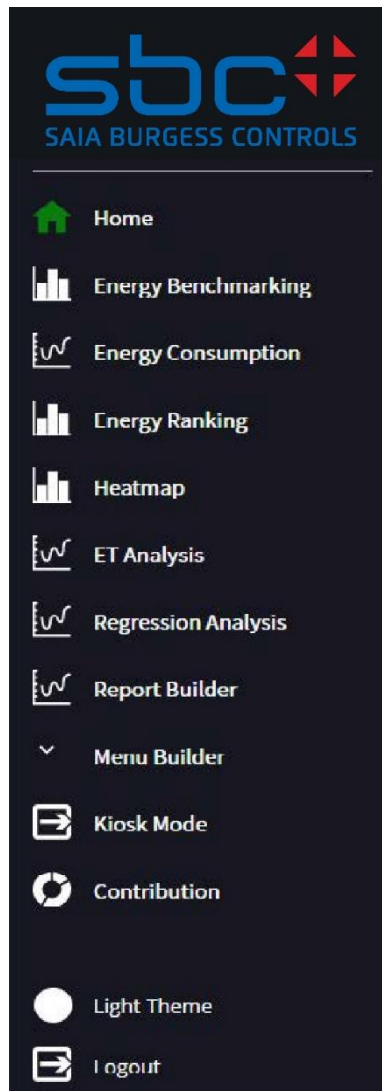 sbc
SAIA BURGESS CONTROLS
Home
Energy Benchmarking
Energy Consumption
Energy Ranking
Heatmap
ET Analysis
Regression Analysis
Report Builder
Menu Builder
Kiosk Mode
Contribution
Light Theme
Logout